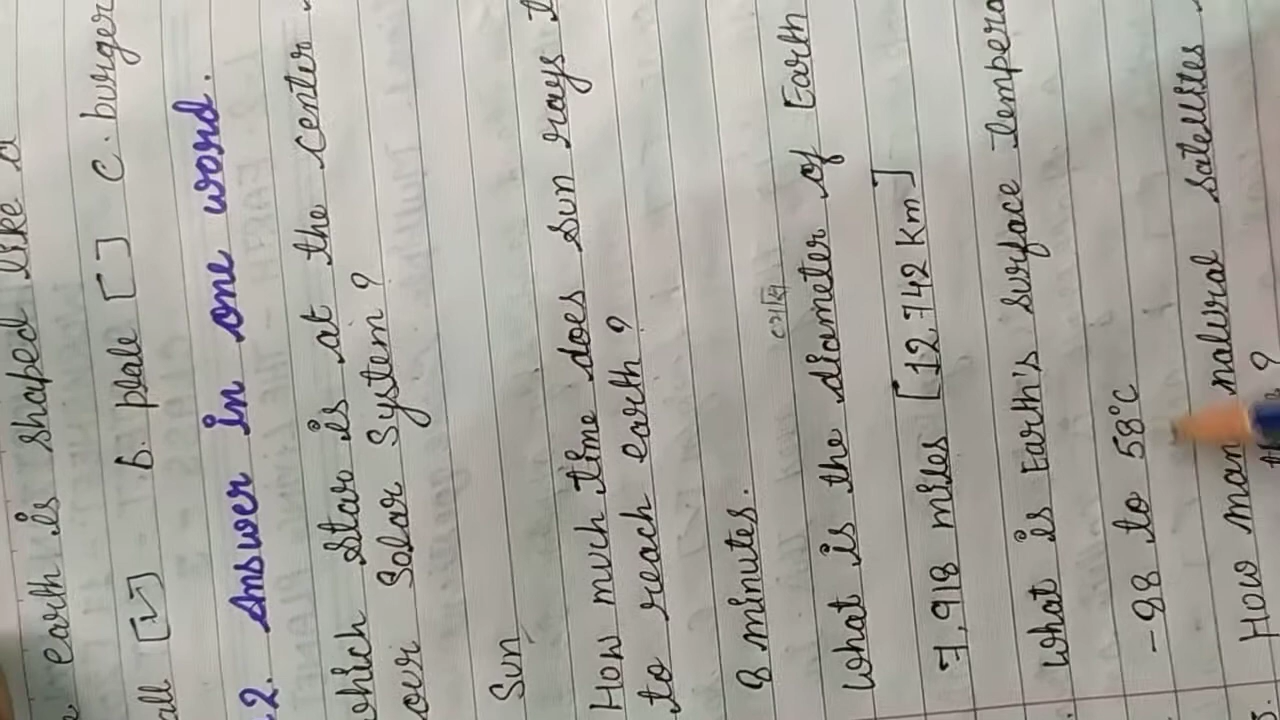 earth is shaped like a
all [✓] b. plate [ ] c. burger
2. Answer in one word.
which star is at the center
our Solar System ?
Sun
How much time does sun rays t
to reach earth ?
8 minutes.
व्यास
what is the diameter of Earth
7,918 miles [12,742 km]
what is Earth's surface tempera
-88 to 58°C
How man natural satellites
?